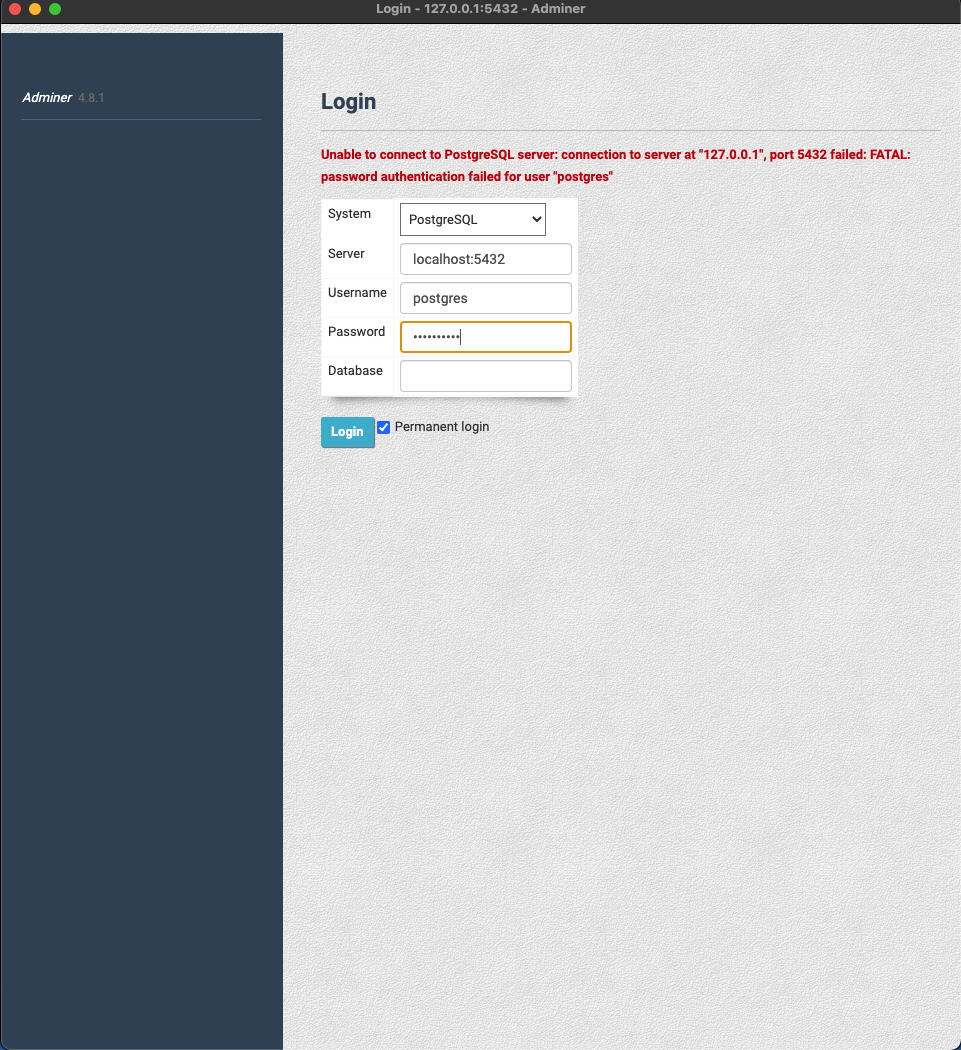 Login - 127.0.0.1:5432 - Adminer
Adminer 4.8.1
Login
Unable to connect to PostgreSQL server: connection to server at "127.0.0.1", port 5432 failed: FATAL:
password authentication failed for user "postgres"
System PostgreSQL
Server localhost:5432
Username postgres
Password ••••••••••
Database
Login Permanent login